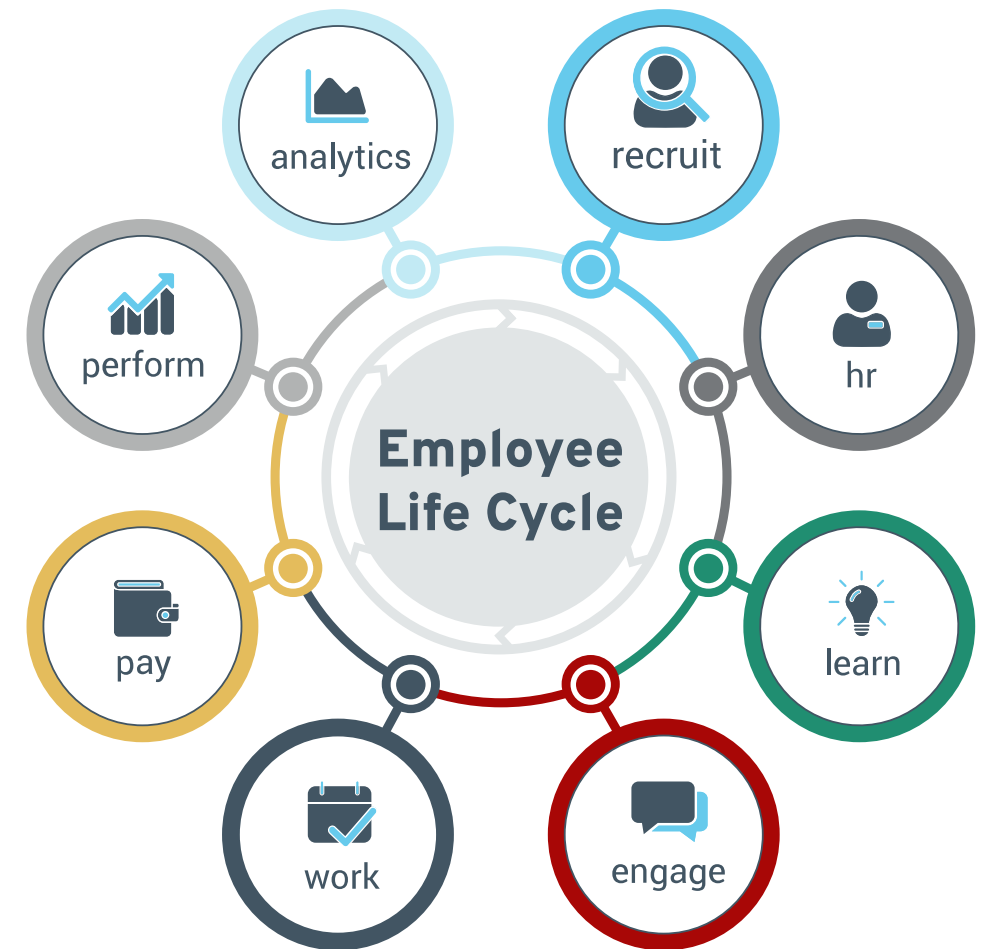 analytics
recruit
perform
hr
Employee
Life Cycle
pay
learn
work
engage